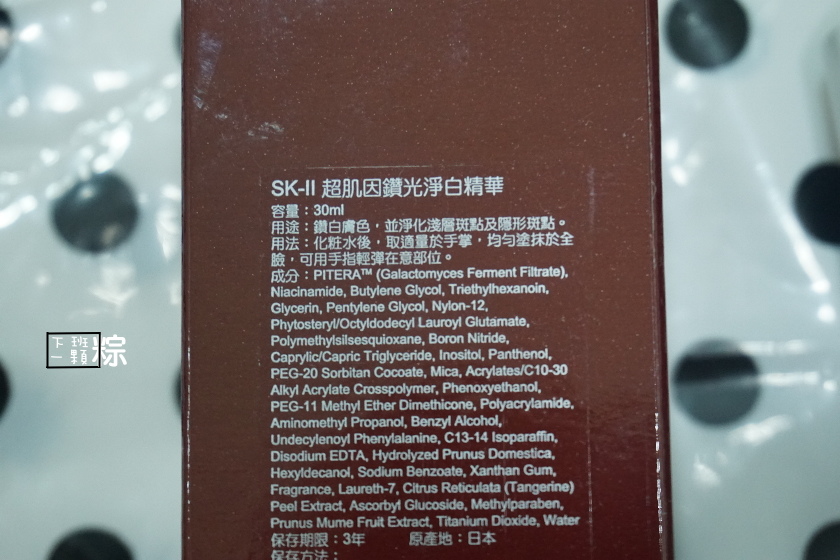 SK-II 超肌因鑽光淨白精華
容量：30ml
用途：鑽白膚色，並淨化淺層斑點及隱形斑點。
用法：化粧水後，取適量於手掌，均勻塗抹於全
臉，可用手指輕彈在意部位。
成分：PITERA™ (Galactomyces Ferment Filtrate),
Niacinamide, Butylene Glycol, Triethylhexanoin,
Glycerin, Pentylene Glycol, Nylon-12,
Phytosteryl/Octyldodecyl Lauroyl Glutamate,
Polymethylsilsesquioxane, Boron Nitride,
Caprylic/Capric Triglyceride, Inositol, Panthenol,
PEG-20 Sorbitan Cocoate, Mica, Acrylates/C10-30
Alkyl Acrylate Crosspolymer, Phenoxyethanol,
PEG-11 Methyl Ether Dimethicone, Polyacrylamide,
Aminomethyl Propanol, Benzyl Alcohol,
Undecylenoyl Phenylalanine, C13-14 Isoparaffin,
Disodium EDTA, Hydrolyzed Prunus Domestica,
Hexyldecanol, Sodium Benzoate, Xanthan Gum,
Fragrance, Laureth-7, Citrus Reticulata (Tangerine)
Peel Extract, Ascorbyl Glucoside, Methylparaben,
Prunus Mume Fruit Extract, Titanium Dioxide, Water
保存期限：3年 原產地：日本
保存方法：
下班
一顆粽